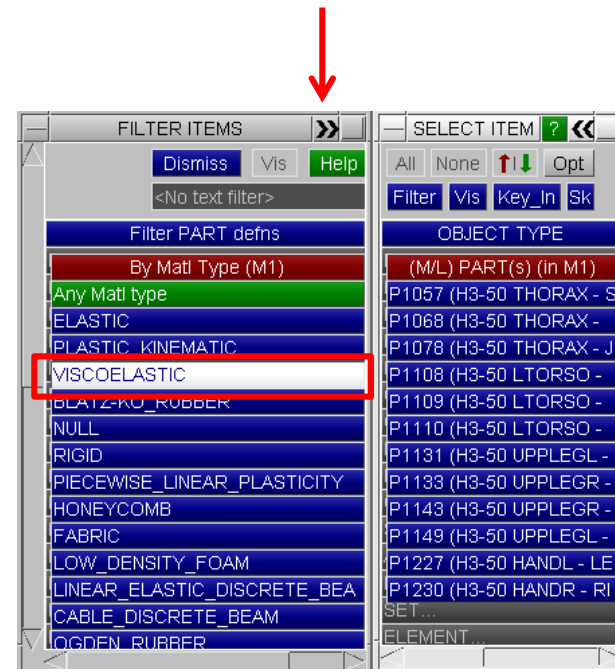 FILTER ITEMS
Dismiss Vis Help
<No text filter>
Filter PART defns
By Matl Type (M1)
Any Matl type
ELASTIC
PLASTIC_KINEMATIC
VISCOELASTIC
BLATZ-KO_RUBBER
NULL
RIGID
PIECEWISE_LINEAR_PLASTICITY
HONEYCOMB
FABRIC
LOW_DENSITY_FOAM
LINEAR_ELASTIC_DISCRETE_BEA
CABLE_DISCRETE_BEAM
OGDEN_RUBBER
SELECT ITEM ?
All None Opt
Filter Vis Key_In Sk
OBJECT TYPE
(M/L) PART(s) (in M1)
P1057 (H3-50 THORAX - S
P1068 (H3-50 THORAX -
P1078 (H3-50 THORAX - J
P1108 (H3-50 LTORSO -
P1109 (H3-50 LTORSO -
P1110 (H3-50 LTORSO -
P1131 (H3-50 UPPLEGL -
P1133 (H3-50 UPPLEGR -
P1143 (H3-50 UPPLEGR -
P1149 (H3-50 UPPLEGL -
P1227 (H3-50 HANDL - LE
P1230 (H3-50 HANDR - RI
SET...
ELEMENT...